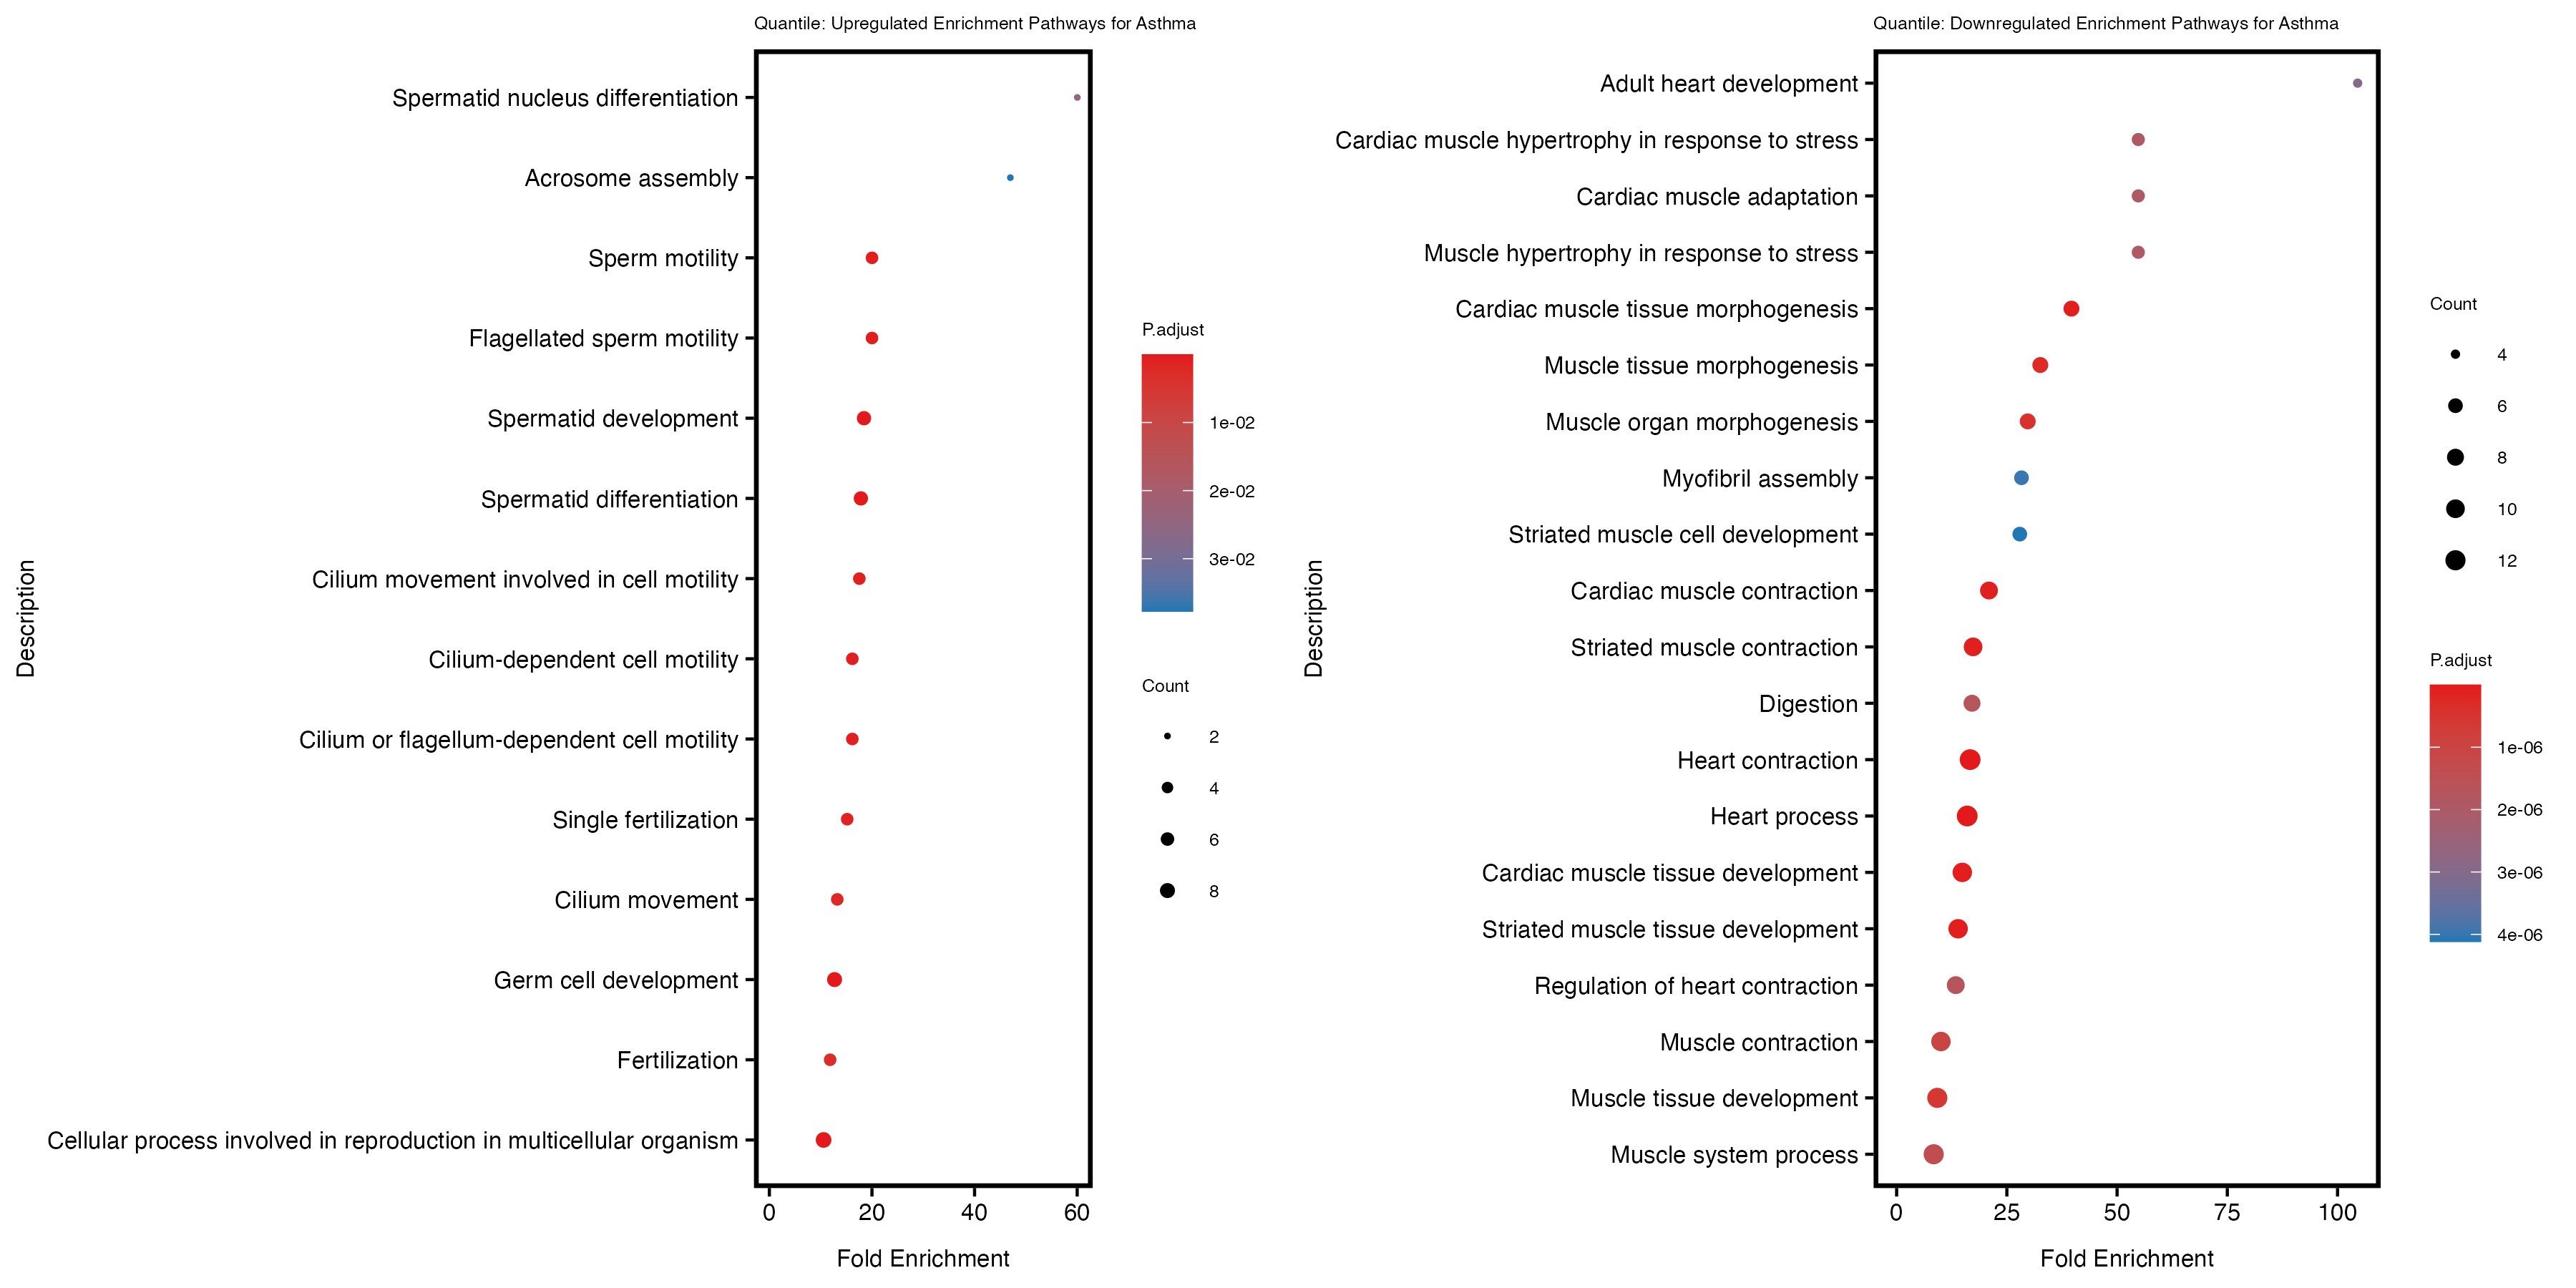 Quantile: Upregulated Enrichment Pathways for Asthma
Description
Spermatid nucleus differentiation
Acrosome assembly
Sperm motility
Flagellated sperm motility
Spermatid development
Spermatid differentiation
Cilium movement involved in cell motility
Cilium-dependent cell motility
Cilium or flagellum-dependent cell motility
Single fertilization
Cilium movement
Germ cell development
Fertilization
Cellular process involved in reproduction in multicellular organism
0 20 40 60
Fold Enrichment
P.adjust
1e-02
2e-02
3e-02
Count
2
4
6
8
Quantile: Downregulated Enrichment Pathways for Asthma
Description
Adult heart development
Cardiac muscle hypertrophy in response to stress
Cardiac muscle adaptation
Muscle hypertrophy in response to stress
Cardiac muscle tissue morphogenesis
Muscle tissue morphogenesis
Muscle organ morphogenesis
Myofibril assembly
Striated muscle cell development
Cardiac muscle contraction
Striated muscle contraction
Digestion
Heart contraction
Heart process
Cardiac muscle tissue development
Striated muscle tissue development
Regulation of heart contraction
Muscle contraction
Muscle tissue development
Muscle system process
0 25 50 75 100
Fold Enrichment
Count
4
6
8
10
12
P.adjust
1e-06
2e-06
3e-06
4e-06